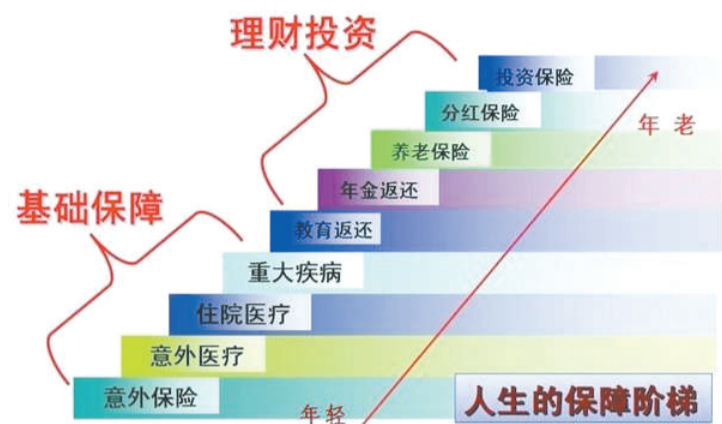 理财投资
投资保险
分红保险
年 老
养老保险
年金返还
基础保障
教育返还
重大疾病
住院医疗
意外医疗
意外保险
年轻
人生的保障阶梯